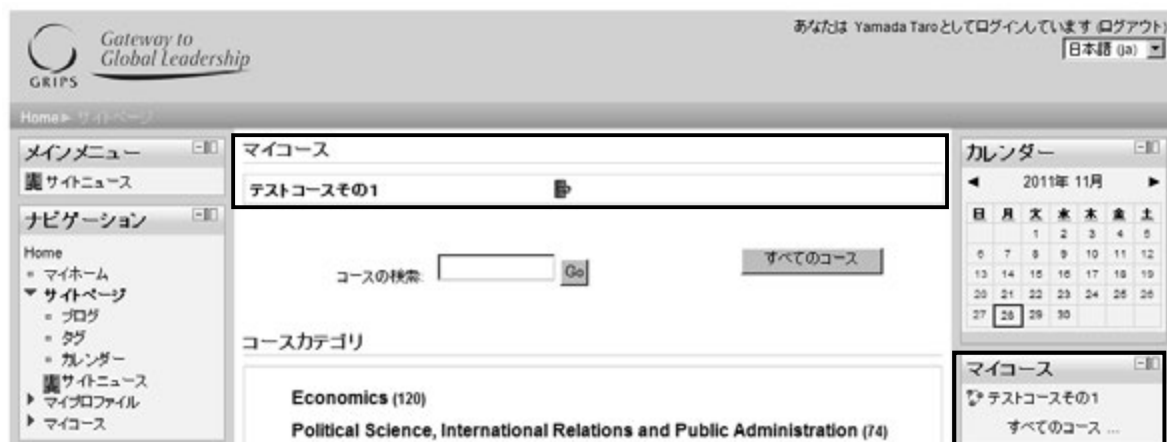 Gateway to
Global Leadership
GRIPS
あなたは Yamada Taroとしてログインしています (ログアウト)
日本語 (ja)
Home ► サイトページ
メインメニュー
サイトニュース
ナビゲーション
Home
マイホーム
サイトページ
ブログ
タグ
カレンダー
サイトニュース
マイプロファイル
マイコース
マイコース
テストコースその1
コースの検索:
Go
すべてのコース
コースカテゴリ
Economics (120)
Political Science, International Relations and Public Administration (74)
カレンダー
◄ 2011年 11月 ►
日 月 火 水 木 金 土
1 2 3 4 5
6 7 8 9 10 11 12
13 14 15 16 17 18 19
20 21 22 23 24 25 26
27 28 29 30
マイコース
テストコースその1
すべてのコース ...